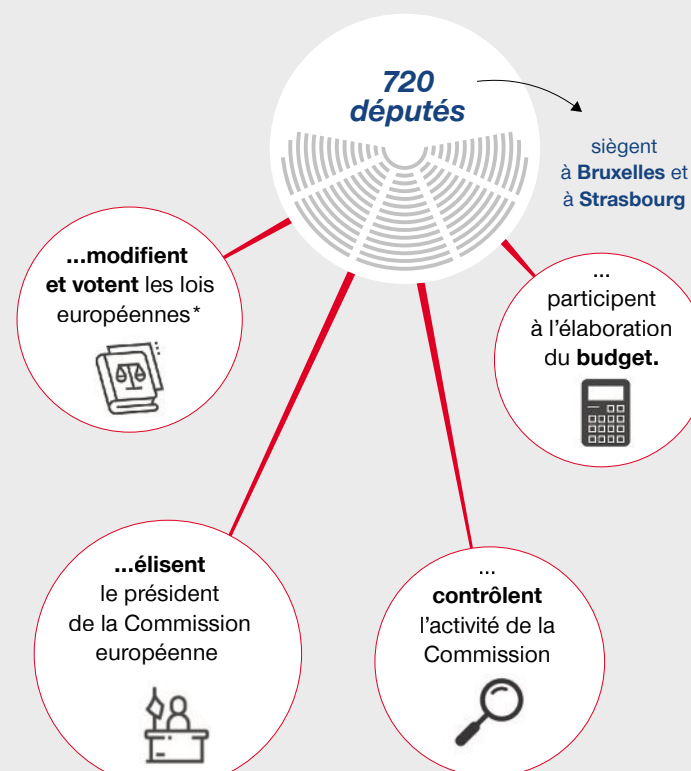 720
députés
siègent
à Bruxelles et
à Strasbourg
...modifient
et votent les lois
européennes*
...
participent
à l'élaboration
du budget.
...élisent
le président
de la Commission
européenne
...
contrôlent
l'activité de la
Commission